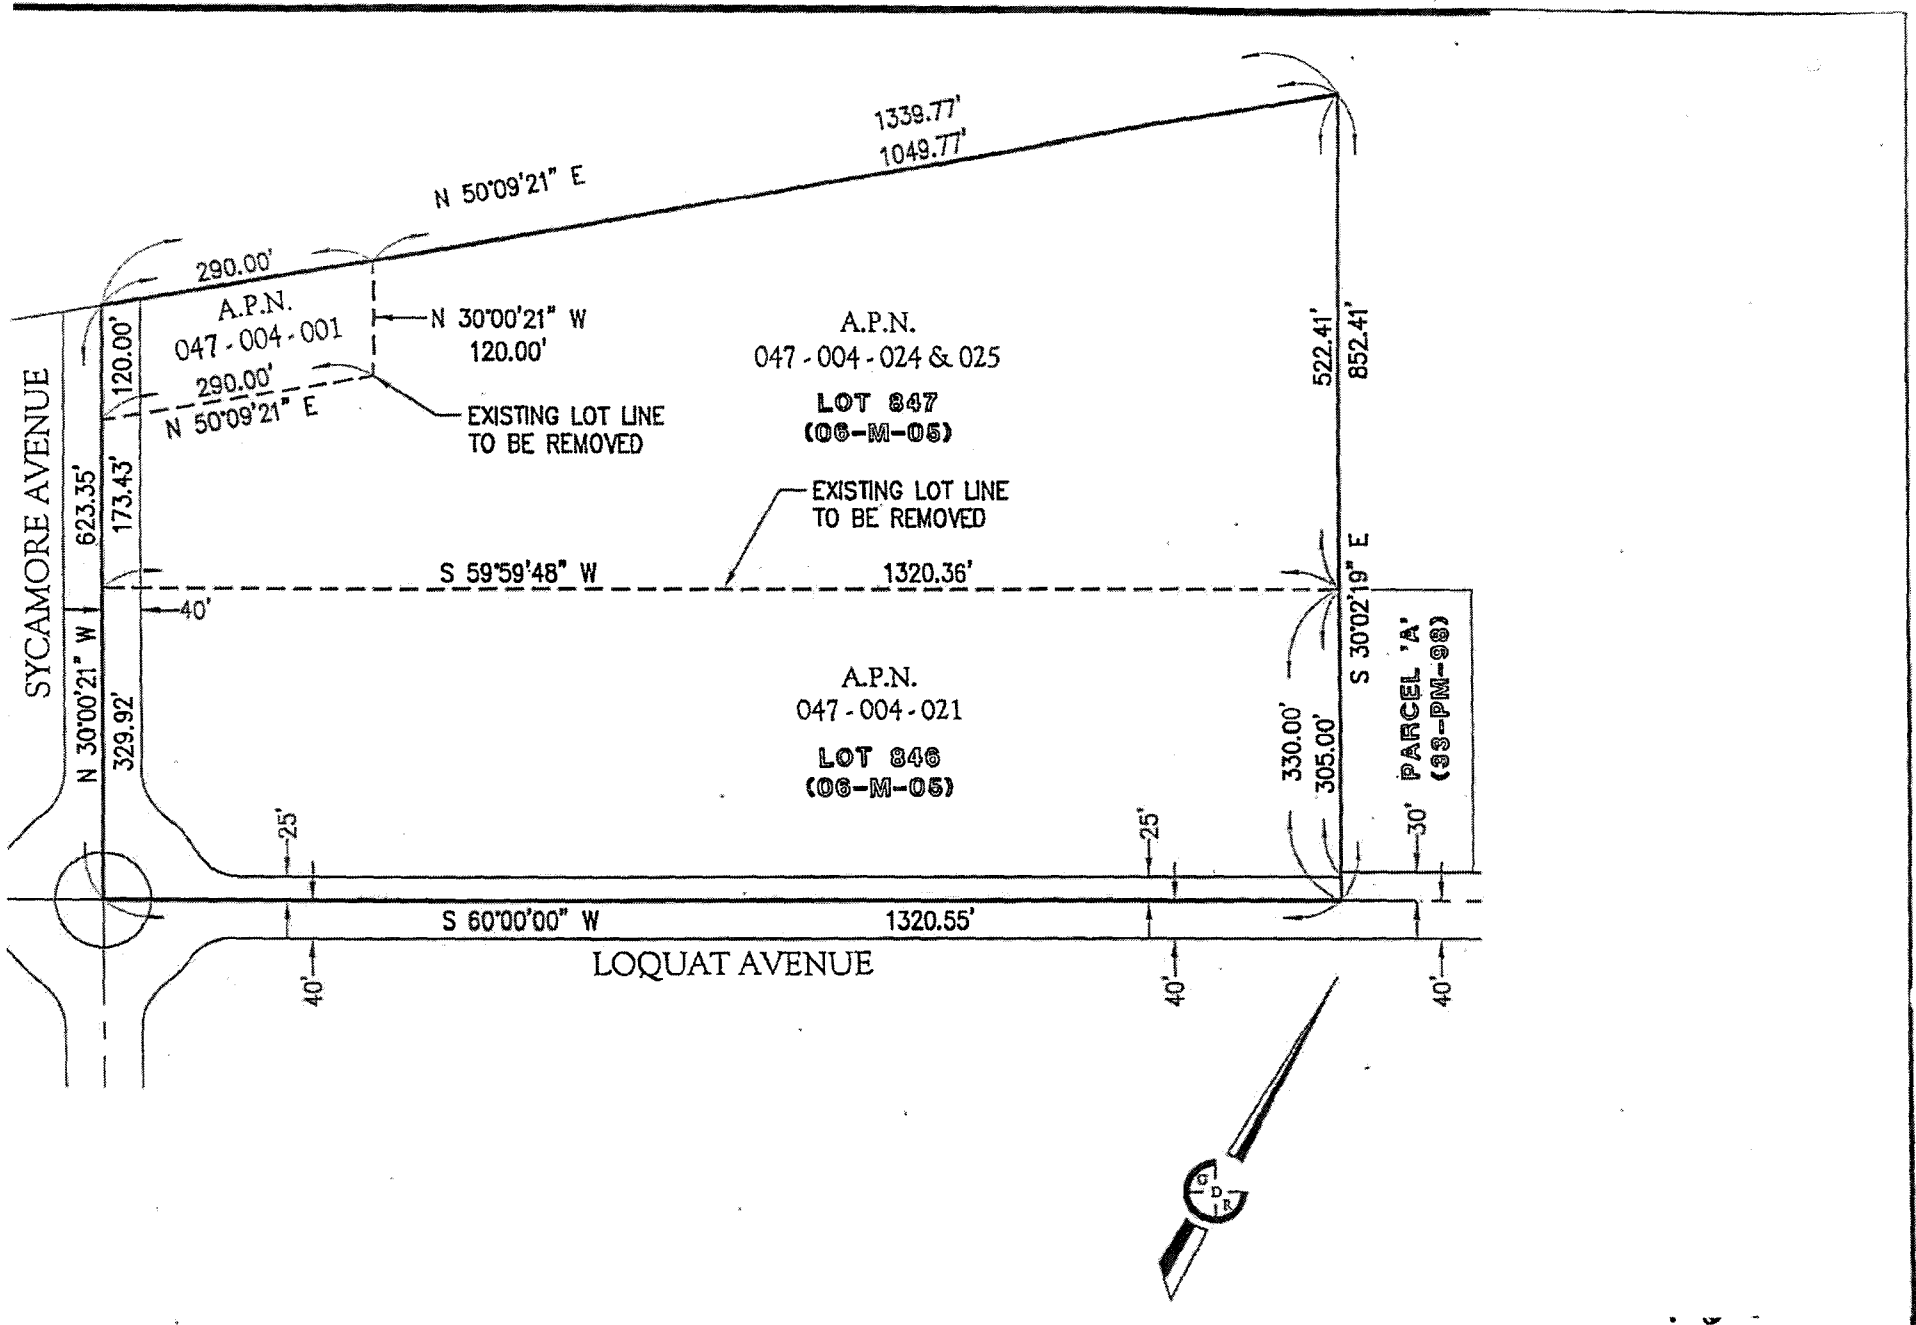 1339.77'
1049.77'
N 50°09'21" E
290.00'
A.P.N.
047-004-001
120.00'
N 30°00'21" W
120.00'
290.00'
N 50°09'21" E
EXISTING LOT LINE
TO BE REMOVED
A.P.N.
047-004-024 & 025
LOT 847
(06-M-05)
522.41'
852.41'
SYCAMORE AVENUE
623.35'
173.43'
EXISTING LOT LINE
TO BE REMOVED
S 59°59'48" W
1320.36'
S 30°02'19" E
40'
N 30°00'21" W
329.92'
A.P.N.
047-004-021
LOT 846
(06-M-05)
330.00'
305.00'
PARCEL 'A'
(33-PM-98)
25'
25'
30'
S 60°00'00" W
1320.55'
LOQUAT AVENUE
40'
40'
40'
G
D
R